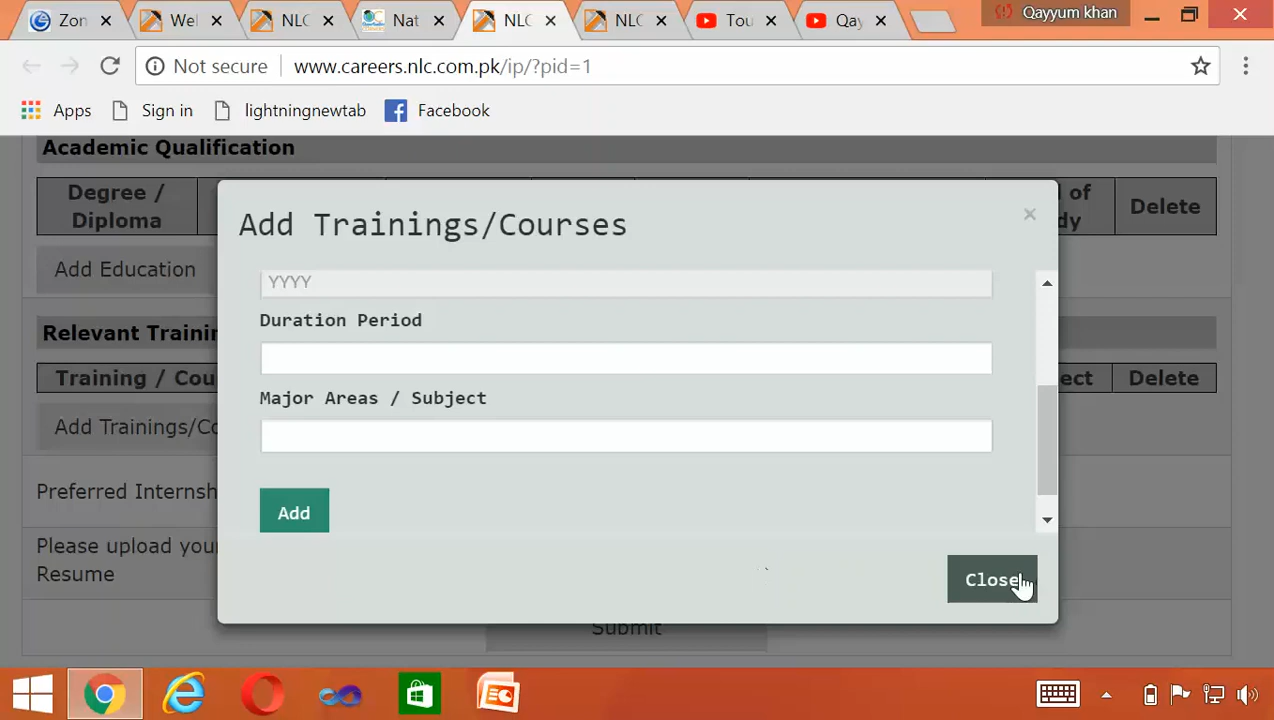 Zon
Wel
NLC
Nat
NLC
NLC
Tou
Qay
Qayyum khan
Not secure
www.careers.nlc.com.pk/ip/?pid=1
Apps
Sign in
lightningnewtab
Facebook
Academic Qualification
Degree /
Diploma
of
Delete
Add Education
Add Trainings/Courses
×
YYYY
Duration Period
Relevant Trainin
Training / Cou
ect
Delete
Major Areas / Subject
Add Trainings/Co
Preferred Internsh
Add
Please upload your
Resume
Close
Submit